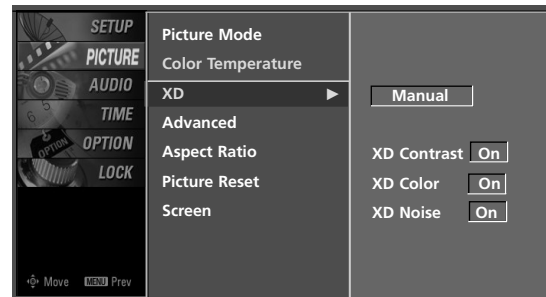 SETUP
PICTURE
AUDIO
TIME
OPTION
LOCK
Move MENU Prev
Picture Mode
Color Temperature
XD ▶
Advanced
Aspect Ratio
Picture Reset
Screen
Manual
XD Contrast On
XD Color On
XD Noise On